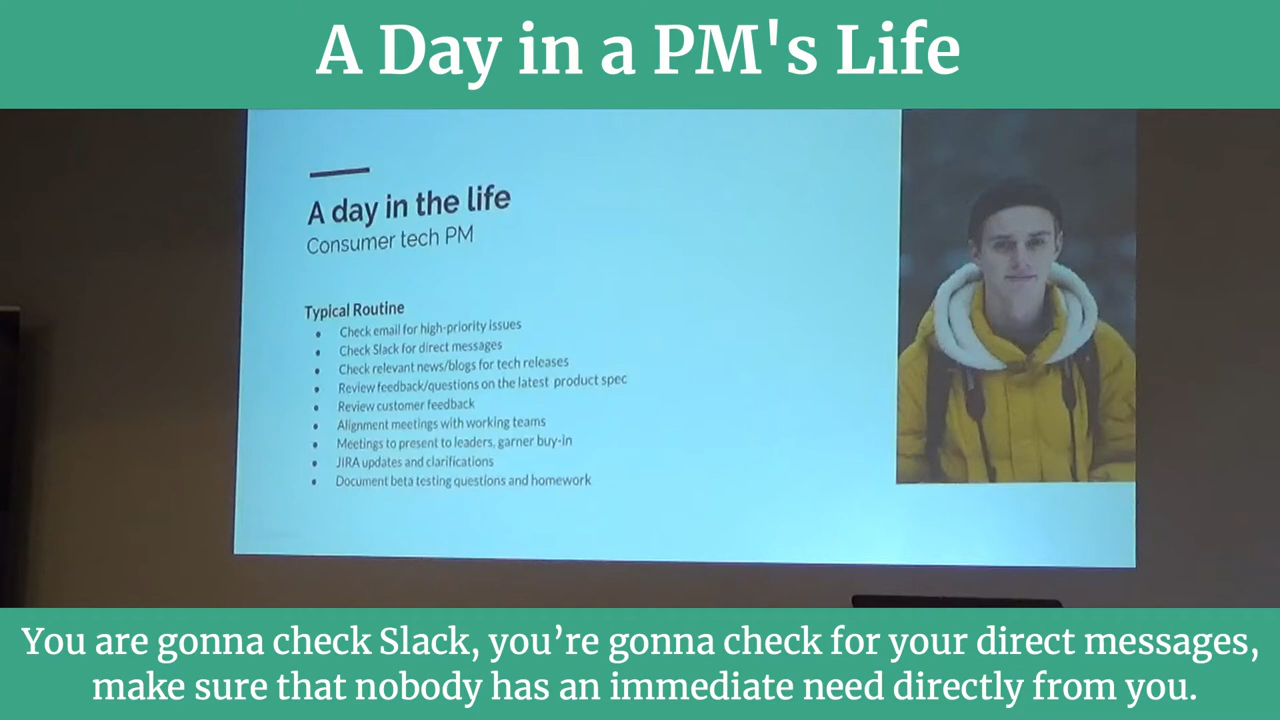 A Day in a PM's Life
A day in the life
Consumer tech PM
Typical Routine
• Check email for high-priority issues
• Check Slack for direct messages
• Check relevant news/blogs for tech releases
• Review feedback/questions on the latest product spec
• Review customer feedback
• Alignment meetings with working teams
• Meetings to present to leaders, garner buy-in
• JIRA updates and clarifications
• Document beta testing questions and homework
You are gonna check Slack, you’re gonna check for your direct messages,
make sure that nobody has an immediate need directly from you.